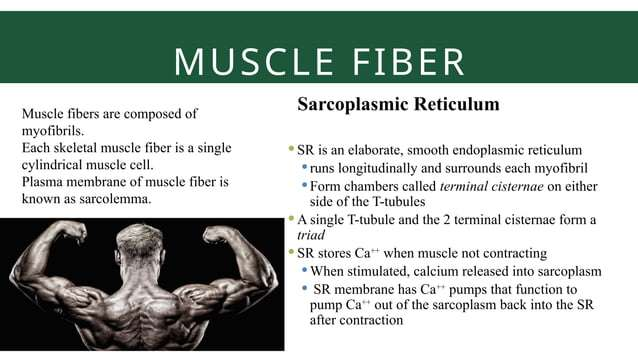 MUSCLE FIBER
Muscle fibers are composed of
myofibrils.
Each skeletal muscle fiber is a single
cylindrical muscle cell.
Plasma membrane of muscle fiber is
known as sarcolemma.
Sarcoplasmic Reticulum
• SR is an elaborate, smooth endoplasmic reticulum
• runs longitudinally and surrounds each myofibril
• Form chambers called terminal cisternae on either
side of the T-tubules
• A single T-tubule and the 2 terminal cisternae form a
triad
• SR stores Ca⁺⁺ when muscle not contracting
• When stimulated, calcium released into sarcoplasm
• SR membrane has Ca⁺⁺ pumps that function to
pump Ca⁺⁺ out of the sarcoplasm back into the SR
after contraction